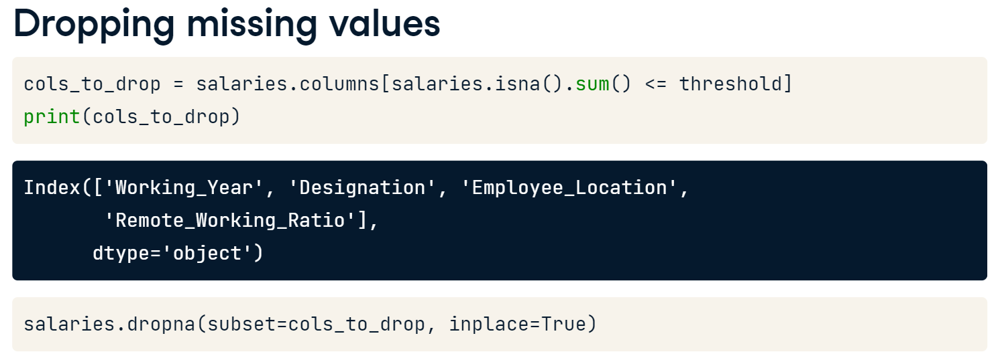 Dropping missing values
cols_to_drop = salaries.columns[salaries.isna().sum() <= threshold]
print(cols_to_drop)
Index(['Working_Year', 'Designation', 'Employee_Location',
       'Remote_Working_Ratio'],
      dtype='object')
salaries.dropna(subset=cols_to_drop, inplace=True)